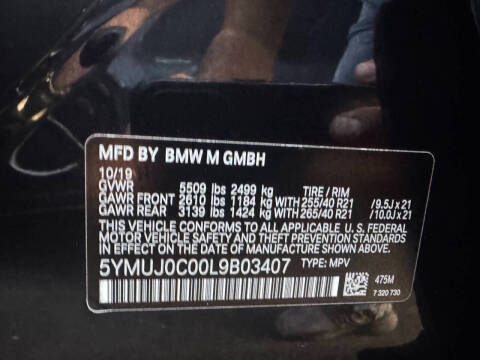 MFD BY BMW M GMBH
10/19
GVWR 5509 lbs 2499 kg TIRE / RIM
GAWR FRONT 2610 lbs 1184 kg WITH 255/40 R21 /9.5J x 21
GAWR REAR 3139 lbs 1424 kg WITH 265/40 R21 /10.0J x 21
THIS VEHICLE CONFORMS TO ALL APPLICABLE U. S. FEDERAL
MOTOR VEHICLE SAFETY, BUMPER, AND THEFT PREVENTION
STANDARDS IN EFFECT ON THE DATE OF MANUFACTURE SHOWN ABOVE.
5YMUJ0C00L9B03407 TYPE: MPV
475M
7 320 730